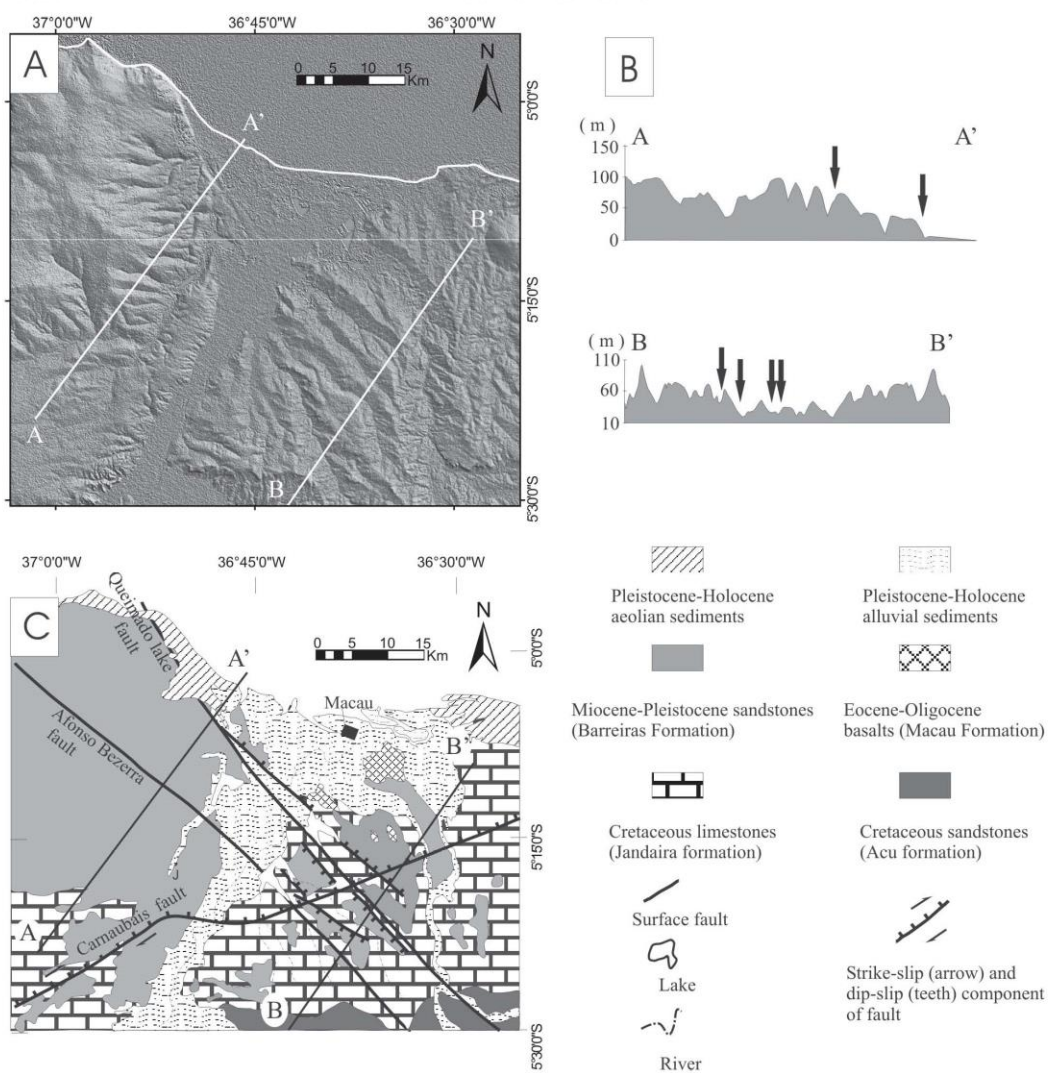 37°0'0"W
36°45'0"W
36°30'0"W
A
N
0 5 10 15
Km
5°0'0"S
A'
B'
5°15'0"S
A
B
5°30'0"S
B
( m )
A
A'
150
100
50
0
( m )
B
B'
110
60
10
37°0'0"W
36°45'0"W
36°30'0"W
C
Queimado lake
fault
N
0 5 10 15
Km
5°0'0"S
A'
Macau
Afonso Bezerra
fault
B'
5°15'0"S
Carnaubais fault
A
B
5°30'0"S
Pleistocene-Holocene
aeolian sediments
Pleistocene-Holocene
alluvial sediments
Miocene-Pleistocene sandstones
(Barreiras Formation)
Eocene-Oligocene
basalts (Macau Formation)
Cretaceous limestones
(Jandaira formation)
Cretaceous sandstones
(Acu formation)
Surface fault
Lake
River
Strike-slip (arrow) and
dip-slip (teeth) component
of fault